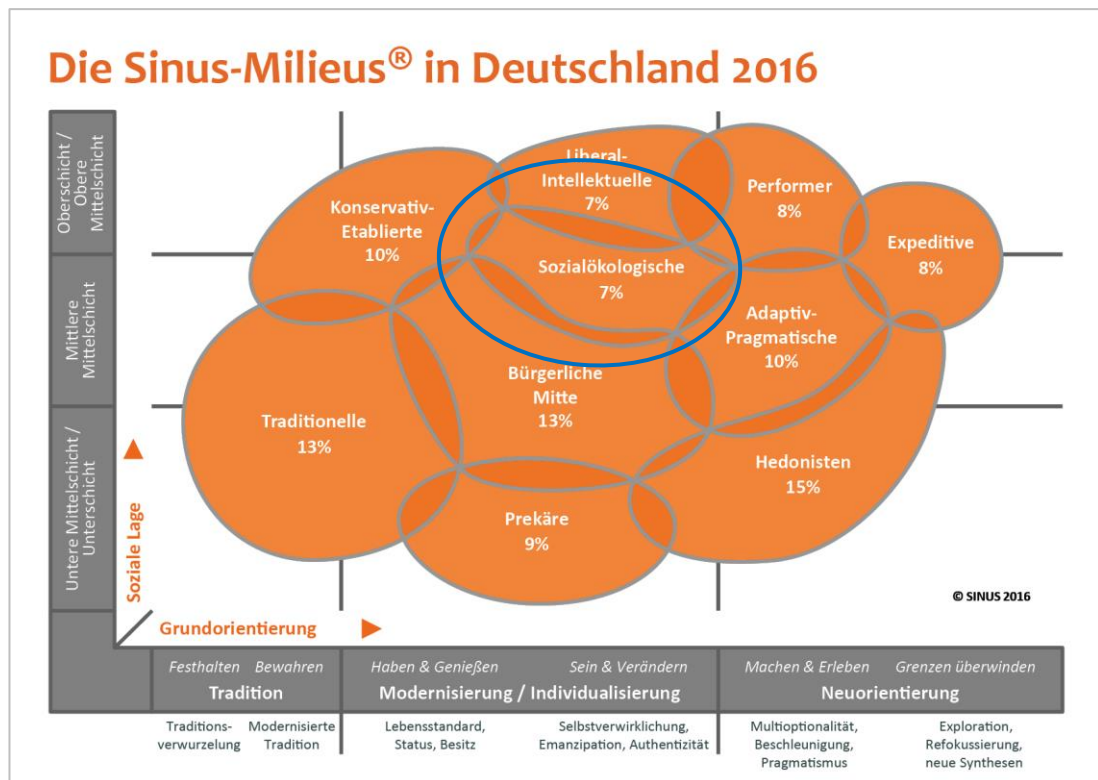 Die Sinus-Milieus® in Deutschland 2016
Oberschicht /
Obere
Mittelschicht
Mittlere
Mittelschicht
Untere Mittelschicht /
Unterschicht
Soziale Lage
Liberal-
Intellektuelle
7%
Performer
8%
Konservativ-
Etablierte
10%
Expeditive
8%
Sozialökologische
7%
Adaptiv-
Pragmatische
10%
Bürgerliche
Mitte
13%
Traditionelle
13%
Hedonisten
15%
Prekäre
9%
© SINUS 2016
Grundorientierung
Festhalten Bewahren
Tradition
Haben & Genießen Sein & Verändern
Modernisierung / Individualisierung
Machen & Erleben Grenzen überwinden
Neuorientierung
Traditions-
verwurzelung
Modernisierte
Tradition
Lebensstandard,
Status, Besitz
Selbstverwirklichung,
Emanzipation, Authentizität
Multioptionalität,
Beschleunigung,
Pragmatismus
Exploration,
Refokussierung,
neue Synthesen